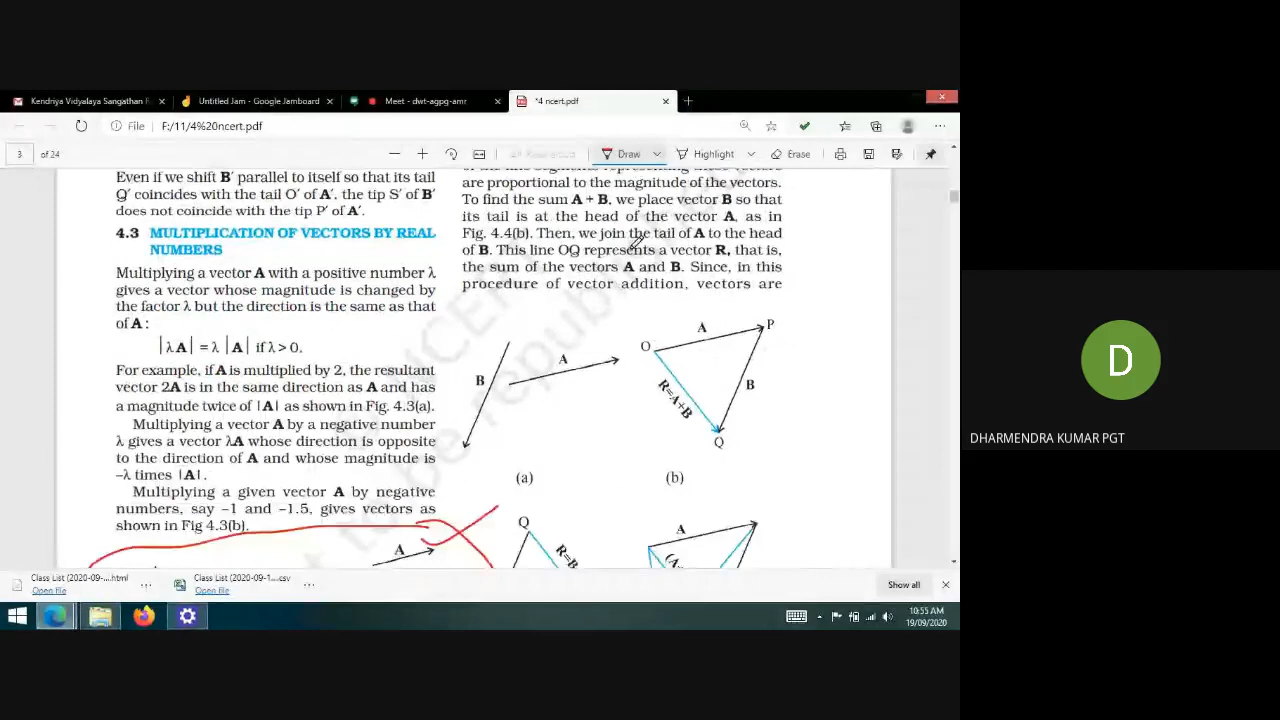 Kendriya Vidyalaya Sangathan R
Untitled Jam - Google Jamboard
Meet - dwt-agpg-amr
*4 ncert.pdf
File
F:/11/4%20ncert.pdf
3 of 24
Draw
Highlight
Erase
Even if we shift B′ parallel to itself so that its tail
Q′ coincides with the tail O′ of A′, the tip S′ of B′
does not coincide with the tip P′ of A′.
4.3 MULTIPLICATION OF VECTORS BY REAL
NUMBERS
Multiplying a vector A with a positive number λ
gives a vector whose magnitude is changed by
the factor λ but the direction is the same as that
of A :
|λ A| = λ |A| if λ > 0.
For example, if A is multiplied by 2, the resultant
vector 2A is in the same direction as A and has
a magnitude twice of |A| as shown in Fig. 4.3(a).
Multiplying a vector A by a negative number
λ gives a vector λA whose direction is opposite
to the direction of A and whose magnitude is
–λ times |A|.
Multiplying a given vector A by negative
numbers, say –1 and –1.5, gives vectors as
shown in Fig 4.3(b).
A
of the line segments representing these vectors
are proportional to the magnitude of the vectors.
To find the sum A + B, we place vector B so that
its tail is at the head of the vector A, as in
Fig. 4.4(b). Then, we join the tail of A to the head
of B. This line OQ represents a vector R, that is,
the sum of the vectors A and B. Since, in this
procedure of vector addition, vectors are
B
A
O
A
P
B
R=A+B
Q
(a)
(b)
Q
R=B
A
Class List (2020-09-....html
Open file
Class List (2020-09-1....csv
Open file
Show all
10:55 AM
19/09/2020
D
DHARMENDRA KUMAR PGT